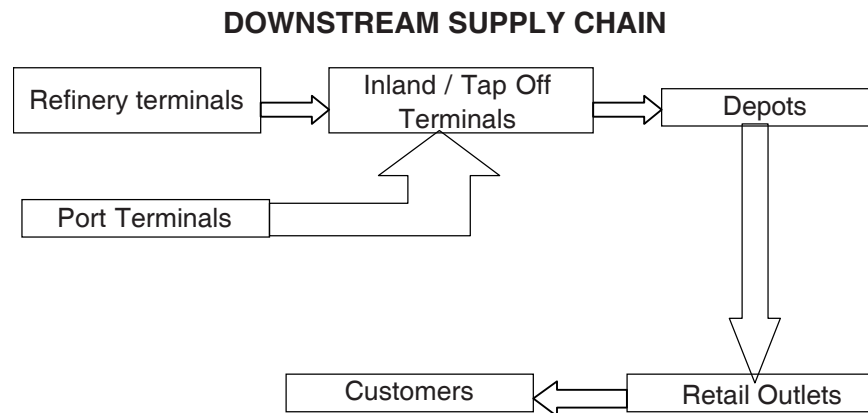 DOWNSTREAM SUPPLY CHAIN
Refinery terminals
Inland / Tap Off
Terminals
Depots
Port Terminals
Customers
Retail Outlets